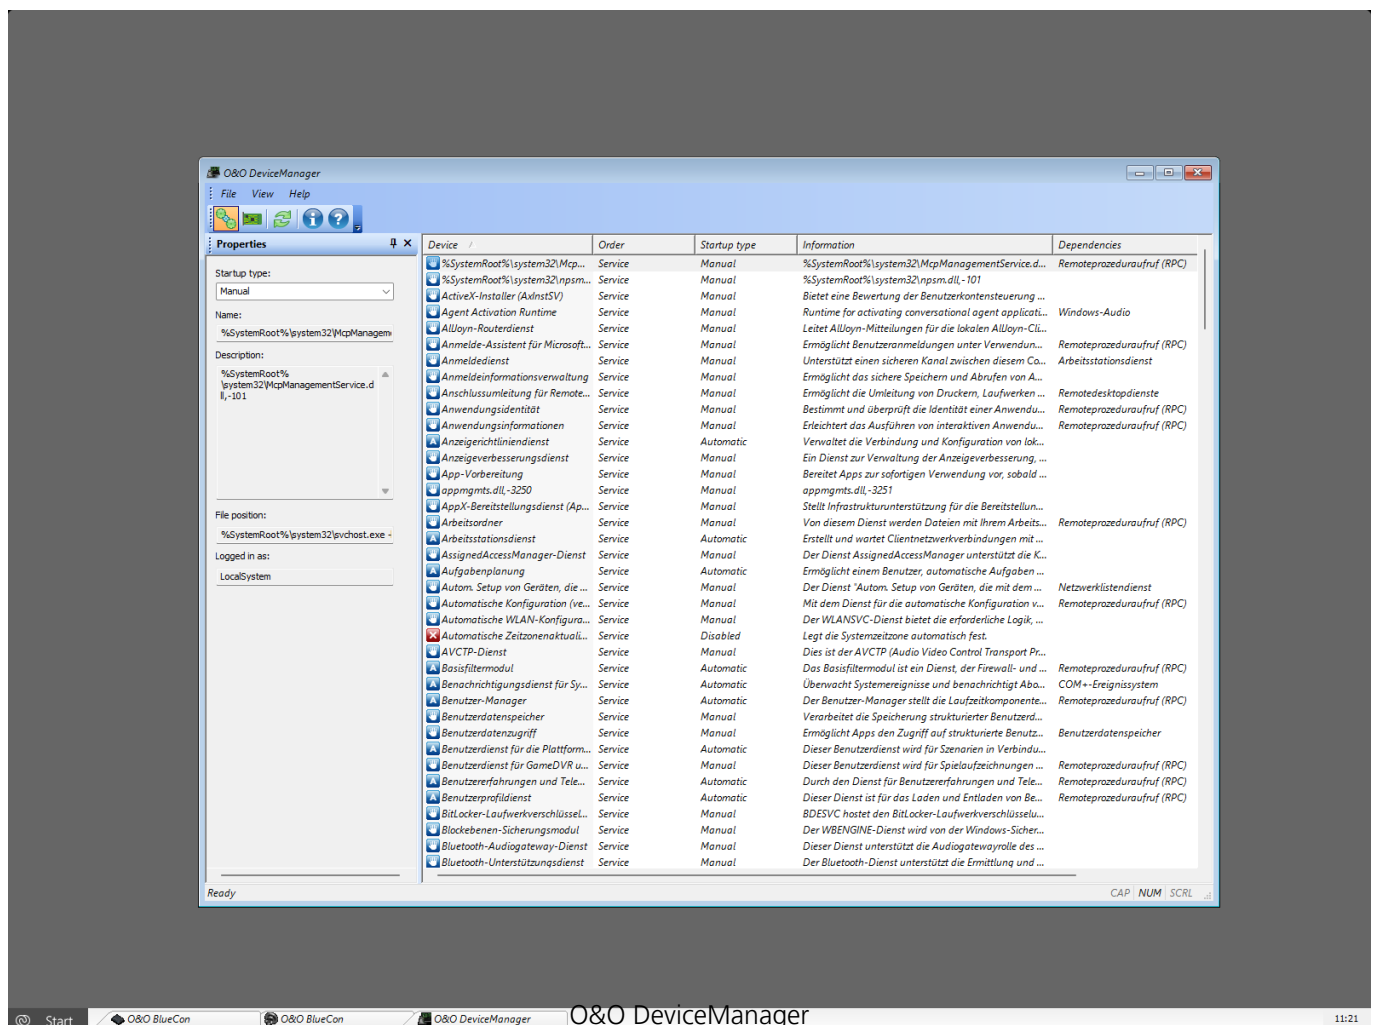 O&O DeviceManager
File View Help
Properties
Startup type:
Manual
Name:
%SystemRoot%\system32\McpManagem
Description:
%SystemRoot%
\system32\McpManagementService.d
ll,-101
File position:
%SystemRoot%\system32\svchost.exe -
Logged in as:
LocalSystem
Device Order Startup type Information Dependencies
%SystemRoot%\system32\Mcp... Service Manual %SystemRoot%\system32\McpManagementService.d... Remoteprozeduraufruf (RPC)
%SystemRoot%\system32\npsm... Service Manual %SystemRoot%\system32\npsm.dll,-101
ActiveX-Installer (AxInstSV) Service Manual Bietet eine Bewertung der Benutzerkontensteuerung ...
Agent Activation Runtime Service Manual Runtime for activating conversational agent applicati... Windows-Audio
AllJoyn-Routerdienst Service Manual Leitet AllJoyn-Mitteilungen für die lokalen AllJoyn-Cli...
Anmelde-Assistent für Microsoft... Service Manual Ermöglicht Benutzeranmeldungen unter Verwendun... Remoteprozeduraufruf (RPC)
Anmeldedienst Service Manual Unterstützt einen sicheren Kanal zwischen diesem Co... Arbeitsstationsdienst
Anmeldeinformationsverwaltung Service Manual Ermöglicht das sichere Speichern und Abrufen von A...
Anschlussumleitung für Remote... Service Manual Ermöglicht die Umleitung von Druckern, Laufwerken ... Remotedesktopdienste
Anwendungsidentität Service Manual Bestimmt und überprüft die Identität einer Anwendu... Remoteprozeduraufruf (RPC)
Anwendungsinformationen Service Manual Erleichtert das Ausführen von interaktiven Anwendu... Remoteprozeduraufruf (RPC)
Anzeigerichtliniendienst Service Automatic Verwaltet die Verbindung und Konfiguration von lok...
Anzeigeverbesserungsdienst Service Manual Ein Dienst zur Verwaltung der Anzeigeverbesserung, ...
App-Vorbereitung Service Manual Bereitet Apps zur sofortigen Verwendung vor, sobald ...
appmgmts.dll,-3250 Service Manual appmgmts.dll,-3251
AppX-Bereitstellungsdienst (Ap... Service Manual Stellt Infrastrukturunterstützung für die Bereitstellun...
Arbeitsordner Service Manual Von diesem Dienst werden Dateien mit Ihrem Arbeits... Remoteprozeduraufruf (RPC)
Arbeitsstationsdienst Service Automatic Erstellt und wartet Clientnetzwerkverbindungen mit ...
AssignedAccessManager-Dienst Service Manual Der Dienst AssignedAccessManager unterstützt die K...
Aufgabenplanung Service Automatic Ermöglicht einem Benutzer, automatische Aufgaben ...
Autom. Setup von Geräten, die ... Service Manual Der Dienst "Autom. Setup von Geräten, die mit dem ... Netzwerklistendienst
Automatische Konfiguration (ve... Service Manual Mit dem Dienst für die automatische Konfiguration v... Remoteprozeduraufruf (RPC)
Automatische WLAN-Konfigura... Service Manual Der WLANSVC-Dienst bietet die erforderliche Logik, ...
Automatische Zeitzonenaktuali... Service Disabled Legt die Systemzeitzone automatisch fest.
AVCTP-Dienst Service Manual Dies ist der AVCTP (Audio Video Control Transport Pr...
Basisfiltermodul Service Automatic Das Basisfiltermodul ist ein Dienst, der Firewall- und ... Remoteprozeduraufruf (RPC)
Benachrichtigungsdienst für Sy... Service Automatic Überwacht Systemereignisse und benachrichtigt Abo... COM+-Ereignissystem
Benutzer-Manager Service Automatic Der Benutzer-Manager stellt die Laufzeitkomponente... Remoteprozeduraufruf (RPC)
Benutzerdatenspeicher Service Manual Verarbeitet die Speicherung strukturierter Benutzerd...
Benutzerdatenzugriff Service Manual Ermöglicht Apps den Zugriff auf strukturierte Benutz... Benutzerdatenspeicher
Benutzerdienst für die Plattform... Service Automatic Dieser Benutzerdienst wird für Szenarien in Verbindu...
Benutzerdienst für GameDVR u... Service Manual Dieser Benutzerdienst wird für Spielaufzeichnungen ... Remoteprozeduraufruf (RPC)
Benutzererfahrungen und Tele... Service Automatic Durch den Dienst für Benutzererfahrungen und Tele... Remoteprozeduraufruf (RPC)
Benutzerprofildienst Service Automatic Dieser Dienst ist für das Laden und Entladen von Be... Remoteprozeduraufruf (RPC)
BitLocker-Laufwerkverschlüssel... Service Manual BDESVC hostet den BitLocker-Laufwerkverschlüsselu...
Blockebenen-Sicherungsmodul Service Manual Der WBENGINE-Dienst wird von der Windows-Sicher...
Bluetooth-Audiogateway-Dienst Service Manual Dieser Dienst unterstützt die Audiogatewayrolle des ...
Bluetooth-Unterstützungsdienst Service Manual Der Bluetooth-Dienst unterstützt die Ermittlung und ...
Ready CAP NUM SCRL
Start O&O BlueCon O&O BlueCon O&O DeviceManager O&O DeviceManager 11:21